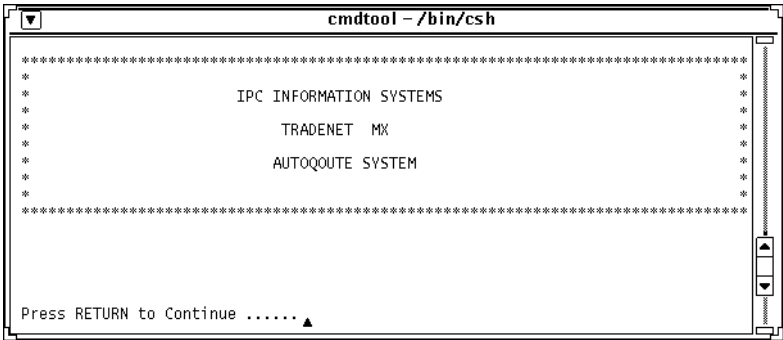 cmdtool – /bin/csh
*********************************************************************************
*                                                                               *
*                        IPC INFORMATION SYSTEMS                                *
*                                                                               *
*                             TRADENET  MX                                      *
*                                                                               *
*                            AUTOQOUTE SYSTEM                                   *
*                                                                               *
*                                                                               *
*********************************************************************************
Press RETURN to Continue ......